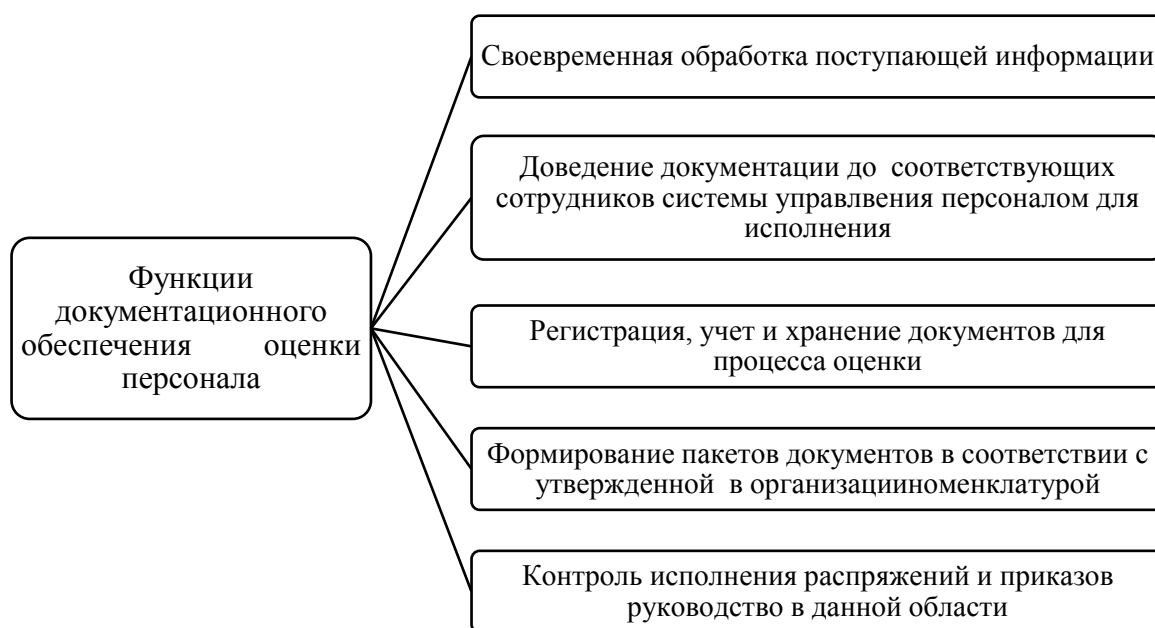 Функции
документационного
обеспечения оценки
персонала
Своевременная обработка поступающей информации
Доведение документации до соответствующих
сотрудников системы управлвения персоналом для
исполнения
Регистрация, учет и хранение документов для
процесса оценки
Формирование пакетов документов в соответствии с
утвержденной в организацииноменклатурой
Контроль исполнения распряжений и приказов
руководство в данной области